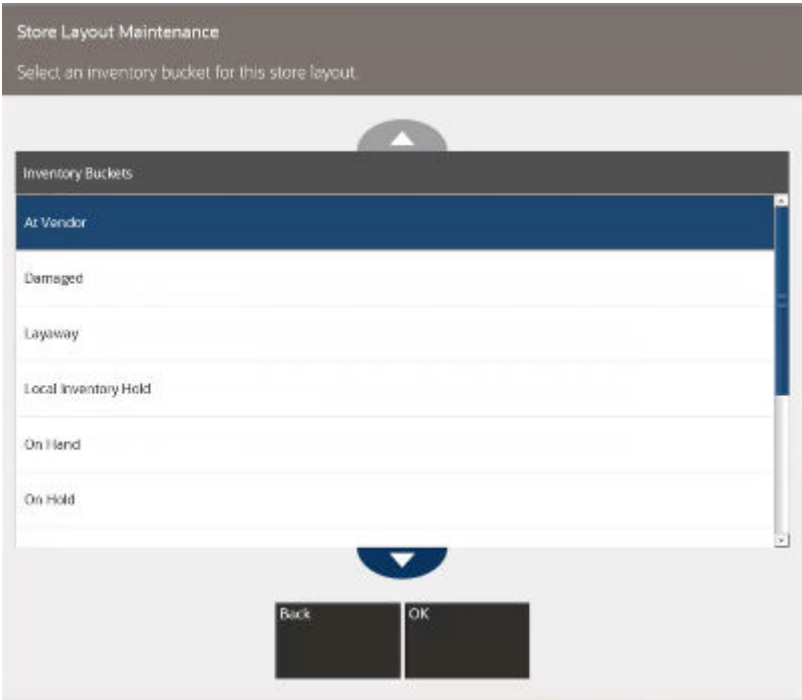 Store Layout Maintenance
Select an inventory bucket for this store layout.
Inventory Buckets
At Vendor
Damaged
Layaway
Local Inventory Hold
On Hand
On Hold
Back
OK